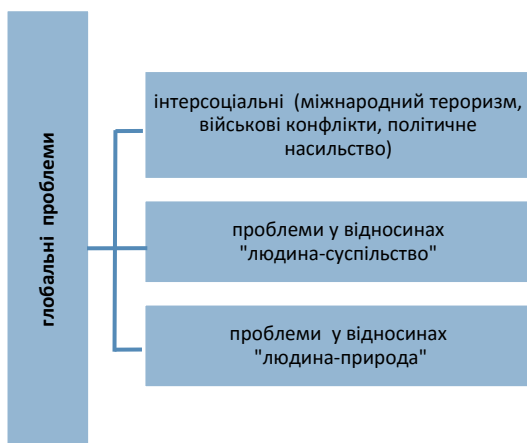 глобальні проблеми
інтерсоціальні (міжнародний тероризм,
військові конфлікти, політичне
насильство)
проблеми у відносинах
"людина-суспільство"
проблеми у відносинах
"людина-природа"